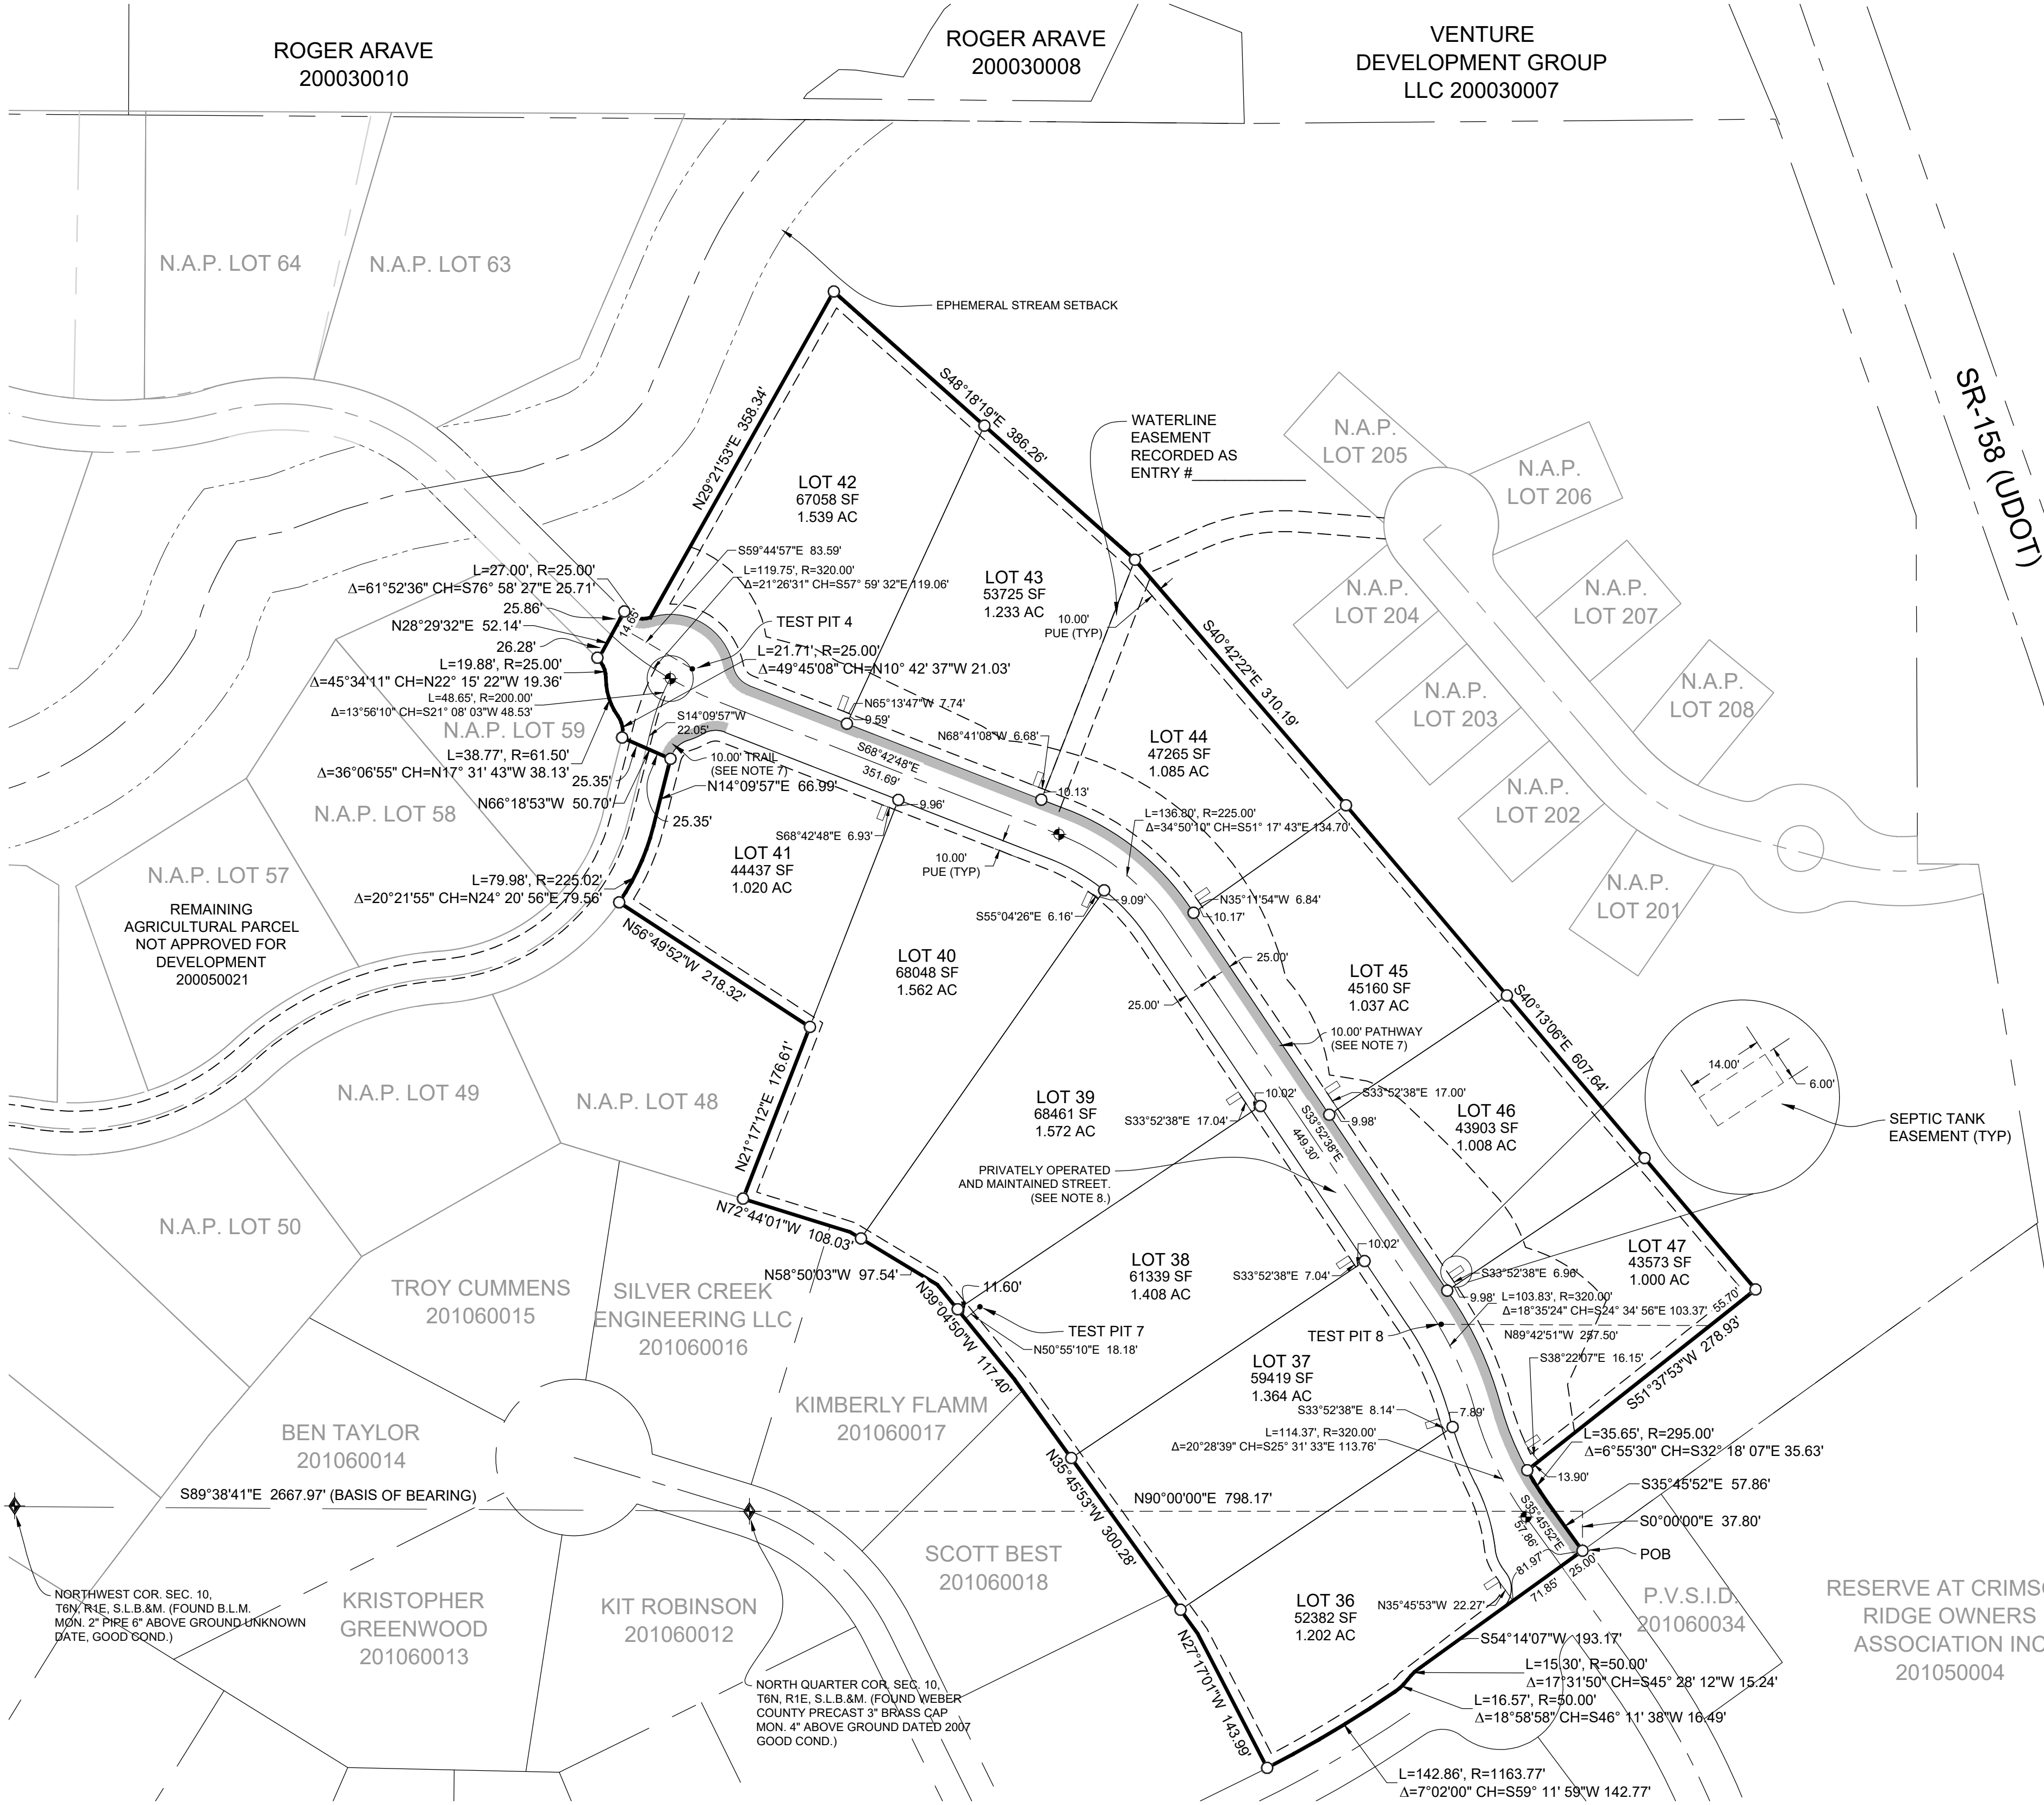 ROGER ARAVE
200030010
ROGER ARAVE
200030008
VENTURE
DEVELOPMENT GROUP
LLC 200030007
SR-158 (UDOT)
N.A.P. LOT 64
N.A.P. LOT 63
EPHEMERAL STREAM SETBACK
S48°18'19"E 386.26'
N29°21'53"E 358.34'
WATERLINE
EASEMENT
RECORDED AS
ENTRY #
N.A.P.
LOT 205
N.A.P.
LOT 206
LOT 42
67058 SF
1.539 AC
S59°44'57"E 83.59'
L=119.75', R=320.00'
Δ=21°26'31" CH=S57° 59' 32"E 119.06'
L=27.00', R=25.00'
Δ=61°52'36" CH=S76° 58' 27"E 25.71'
25.86'
14.65'
N28°29'32"E 52.14'
26.28'
TEST PIT 4
L=21.71', R=25.00'
Δ=49°45'08" CH=N10° 42' 37"W 21.03'
L=19.88', R=25.00'
Δ=45°34'11" CH=N22° 15' 22"W 19.36'
L=48.65', R=200.00'
Δ=13°56'10" CH=S21° 08' 03"W 48.53'
N.A.P. LOT 59
S14°09'57"W
22.05'
L=38.77', R=61.50'
Δ=36°06'55" CH=N17° 31' 43"W 38.13'
25.35'
10.00' TRAIL
(SEE NOTE 7)
N66°18'53"W 50.70'
N14°09'57"E 66.99'
25.35'
LOT 43
53725 SF
1.233 AC
10.00'
PUE (TYP)
N.A.P.
LOT 204
N.A.P.
LOT 207
S40°42'22"E 310.19'
N65°13'47"W 7.74'
9.59'
N68°41'08"W 6.68'
S68°42'48"E
351.69'
10.13'
9.96'
S68°42'48"E 6.93'
LOT 44
47265 SF
1.085 AC
N.A.P.
LOT 203
N.A.P.
LOT 208
N.A.P.
LOT 202
N.A.P.
LOT 201
L=136.80', R=225.00'
Δ=34°50'10" CH=S51° 17' 43"E 134.70'
N.A.P. LOT 58
LOT 41
44437 SF
1.020 AC
10.00'
PUE (TYP)
L=79.98', R=225.02'
Δ=20°21'55" CH=N24° 20' 56"E 79.56'
N.A.P. LOT 57
REMAINING
AGRICULTURAL PARCEL
NOT APPROVED FOR
DEVELOPMENT
200050021
N56°49'52"W 218.32'
9.09'
S55°04'26"E 6.16'
N35°11'54"W 6.84'
10.17'
LOT 40
68048 SF
1.562 AC
25.00'
25.00'
LOT 45
45160 SF
1.037 AC
S40°13'06"E 607.64'
10.00' PATHWAY
(SEE NOTE 7)
14.00'
6.00'
SEPTIC TANK
EASEMENT (TYP)
N21°17'12"E 176.61'
N.A.P. LOT 49
N.A.P. LOT 48
N.A.P. LOT 50
LOT 39
68461 SF
1.572 AC
10.02'
S33°52'38"E 17.04'
S33°52'38"E 17.00'
9.98'
S33°52'38"E
449.30'
LOT 46
43903 SF
1.008 AC
PRIVATELY OPERATED
AND MAINTAINED STREET.
(SEE NOTE 8.)
N72°44'01"W 108.03'
N58°50'03"W 97.54'
11.60'
N39°04'50"W 117.40'
TEST PIT 7
N50°55'10"E 18.18'
LOT 38
61339 SF
1.408 AC
10.02'
S33°52'38"E 7.04'
LOT 47
43573 SF
1.000 AC
S33°52'38"E 6.96'
9.98'
L=103.83', R=320.00'
Δ=18°35'24" CH=S24° 34' 56"E 103.37'
55.70'
TEST PIT 8
N89°42'51"W 257.50'
S38°22'07"E 16.15'
S51°37'53"W 278.93'
TROY CUMMENS
201060015
SILVER CREEK
ENGINEERING LLC
201060016
KIMBERLY FLAMM
201060017
BEN TAYLOR
201060014
LOT 37
59419 SF
1.364 AC
S33°52'38"E 8.14'
7.89'
L=114.37', R=320.00'
Δ=20°28'39" CH=S25° 31' 33"E 113.76'
L=35.65', R=295.00'
Δ=6°55'30" CH=S32° 18' 07"E 35.63'
13.90'
S35°45'52"E 57.86'
S0°00'00"E 37.80'
POB
S35°45'52"E
57.86'
81.97'
25.00'
71.85'
S89°38'41"E 2667.97' (BASIS OF BEARING)
N90°00'00"E 798.17'
N35°45'53"W 300.28'
SCOTT BEST
201060018
NORTHWEST COR. SEC. 10,
T6N, R1E, S.L.B.&M. (FOUND B.L.M.
MON. 2" PIPE 6" ABOVE GROUND UNKNOWN
DATE, GOOD COND.)
KRISTOPHER
GREENWOOD
201060013
KIT ROBINSON
201060012
NORTH QUARTER COR. SEC. 10,
T6N, R1E, S.L.B.&M. (FOUND WEBER
COUNTY PRECAST 3" BRASS CAP
MON. 4" ABOVE GROUND DATED 2007
GOOD COND.)
LOT 36
52382 SF
1.202 AC
N35°45'53"W 22.27'
N27°17'01"W 143.99'
P.V.S.I.D.
201060034
RESERVE AT CRIMSO
RIDGE OWNERS
ASSOCIATION INC
201050004
S54°14'07"W 193.17'
L=15.30', R=50.00'
Δ=17°31'50" CH=S45° 28' 12"W 15.24'
L=16.57', R=50.00'
Δ=18°58'58" CH=S46° 11' 38"W 16.49'
L=142.86', R=1163.77'
Δ=7°02'00" CH=S59° 11' 59"W 142.77'